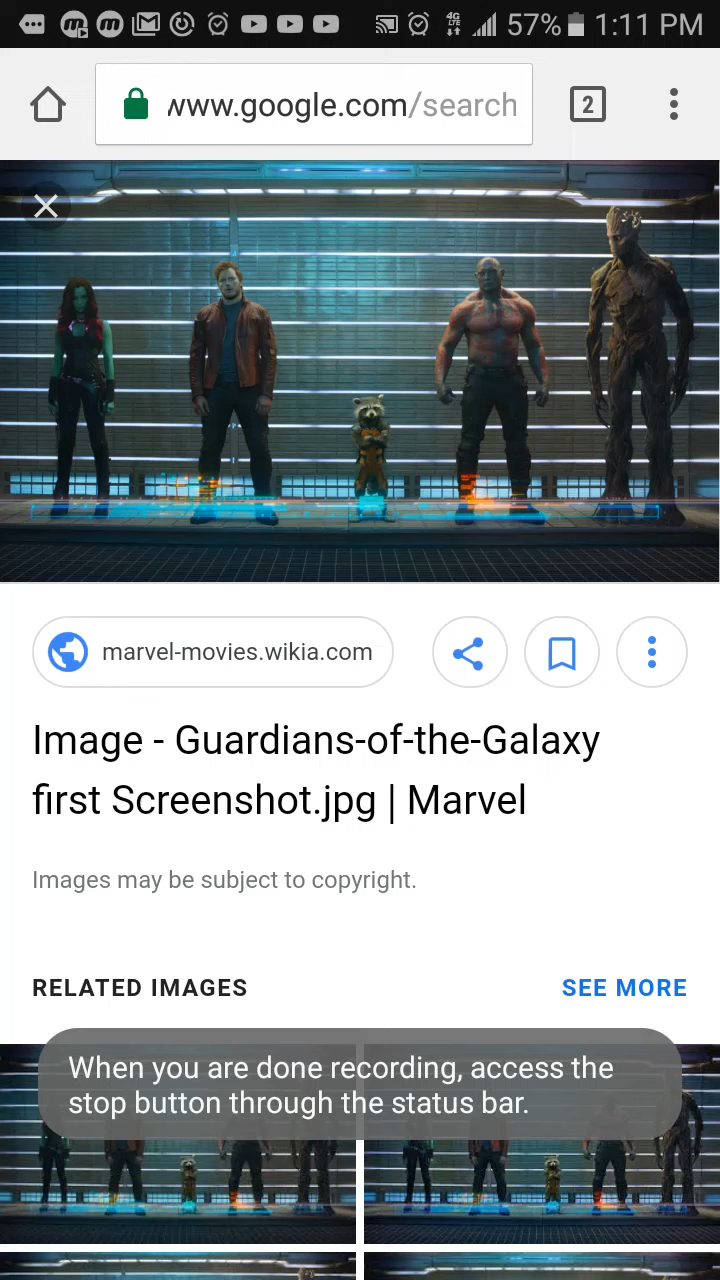 4G LTE 57% 1:11 PM
www.google.com/search
2
marvel-movies.wikia.com
Image - Guardians-of-the-Galaxy
first Screenshot.jpg | Marvel
Images may be subject to copyright.
RELATED IMAGES SEE MORE
When you are done recording, access the
stop button through the status bar.